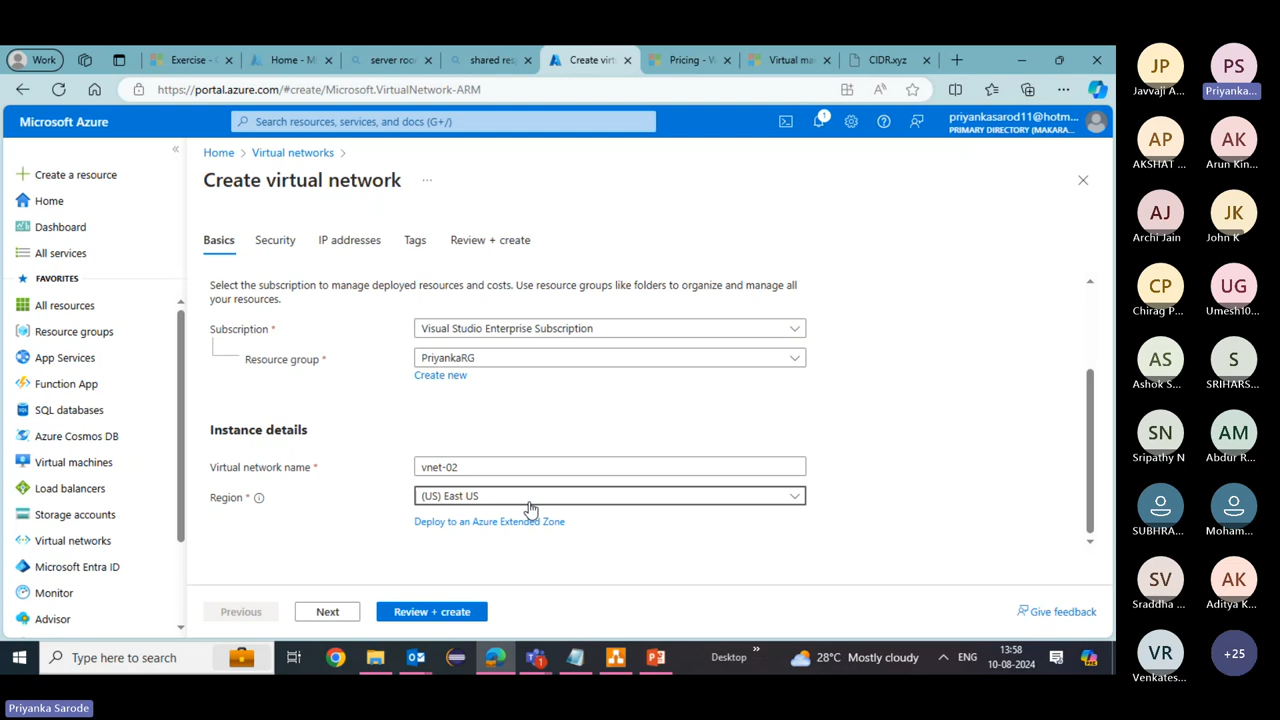 Work
Exercise -
Home - M
server roo
shared res
Create virt
Pricing - V
Virtual ma
CIDR.xyz
https://portal.azure.com/#create/Microsoft.VirtualNetwork-ARM
Microsoft Azure
Search resources, services, and docs (G+/)
1
priyankasarod11@hotm...
PRIMARY DIRECTORY (MAKARA...
Create a resource
Home
Dashboard
All services
FAVORITES
All resources
Resource groups
App Services
Function App
SQL databases
Azure Cosmos DB
Virtual machines
Load balancers
Storage accounts
Virtual networks
Microsoft Entra ID
Monitor
Advisor
Home > Virtual networks >
Create virtual network ...
Basics Security IP addresses Tags Review + create
Select the subscription to manage deployed resources and costs. Use resource groups like folders to organize and manage all
your resources.
Subscription * Visual Studio Enterprise Subscription
Resource group * PriyankaRG
Create new
Instance details
Virtual network name * vnet-02
Region * (US) East US
Deploy to an Azure Extended Zone
Previous Next Review + create
Give feedback
Type here to search
Desktop
28°C Mostly cloudy
ENG
13:58
10-08-2024
Priyanka Sarode
JP
Javvaji A...
PS
Priyanka...
AP
AKSHAT ...
AK
Arun Kin...
AJ
Archi Jain
JK
John K
CP
Chirag P...
UG
Umesh10...
AS
Ashok S...
S
SRIHARS...
SN
Sripathy N
AM
Abdur R...
SUBHRA...
Moham...
SV
Sraddha ...
AK
Aditya K...
VR
Venkates...
+25